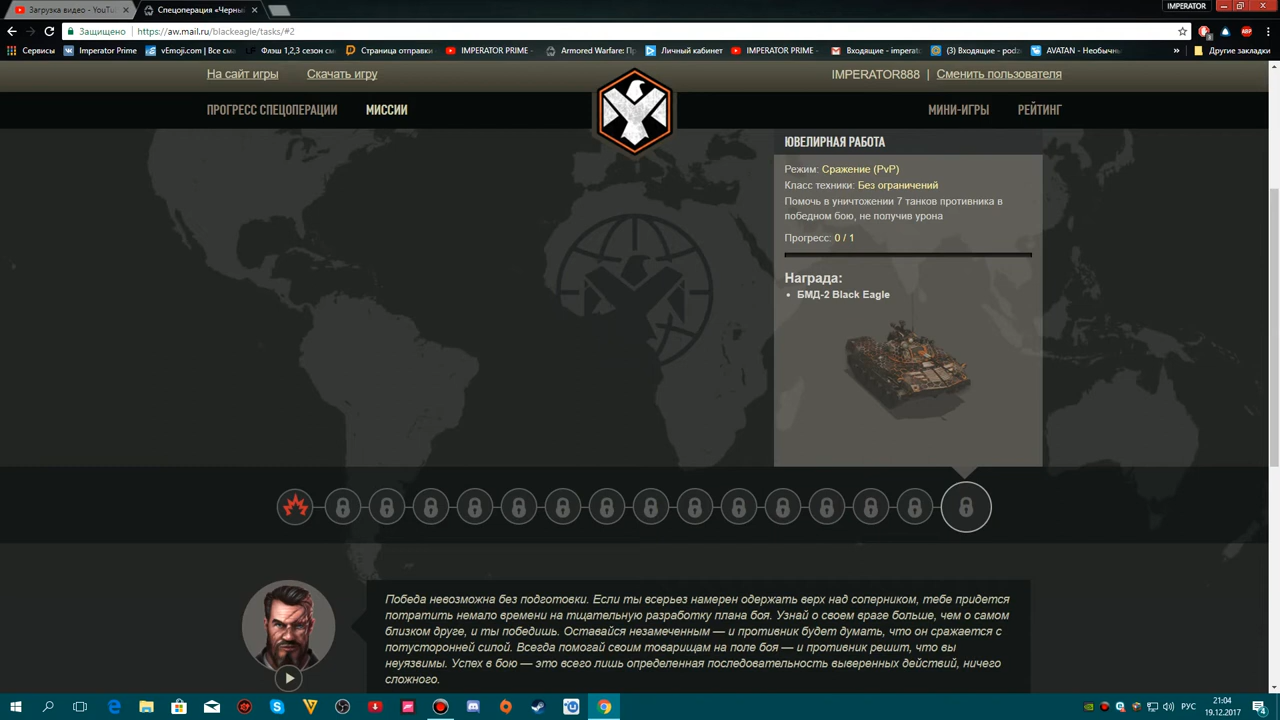 Загрузка видео - YouTu
Спецоперация «Черны
IMPERATOR
Защищено
https://aw.mail.ru/blackeagle/tasks/#2
Сервисы
Imperator Prime
vEmoji.com | Все см
Флэш 1,2,3 сезон см
Страница отправки
IMPERATOR PRIME -
Armored Warfare: Пр
Личный кабинет
IMPERATOR PRIME -
Входящие - imperato
(3) Входящие - podz
AVATAN - Необычн
»
Другие закладки
На сайт игры
Скачать игру
IMPERATOR888 | Сменить пользователя
ПРОГРЕСС СПЕЦОПЕРАЦИИ
МИССИИ
МИНИ-ИГРЫ
РЕЙТИНГ
ЮВЕЛИРНАЯ РАБОТА
Режим: Сражение (PvP)
Класс техники: Без ограничений
Помочь в уничтожении 7 танков противника в
победном бою, не получив урона
Прогресс: 0 / 1
Награда:
• БМД-2 Black Eagle
Победа невозможна без подготовки. Если ты всерьез намерен одержать верх над соперником, тебе придется
потратить немало времени на тщательную разработку плана боя. Узнай о своем враге больше, чем о самом
близком друге, и ты победишь. Оставайся незамеченным — и противник будет думать, что он сражается с
потусторонней силой. Всегда помогай своим товарищам на поле боя — и противник решит, что вы
неуязвимы. Успех в бою — это всего лишь определенная последовательность выверенных действий, ничего
сложного.
РУС
21:04
19.12.2017
4